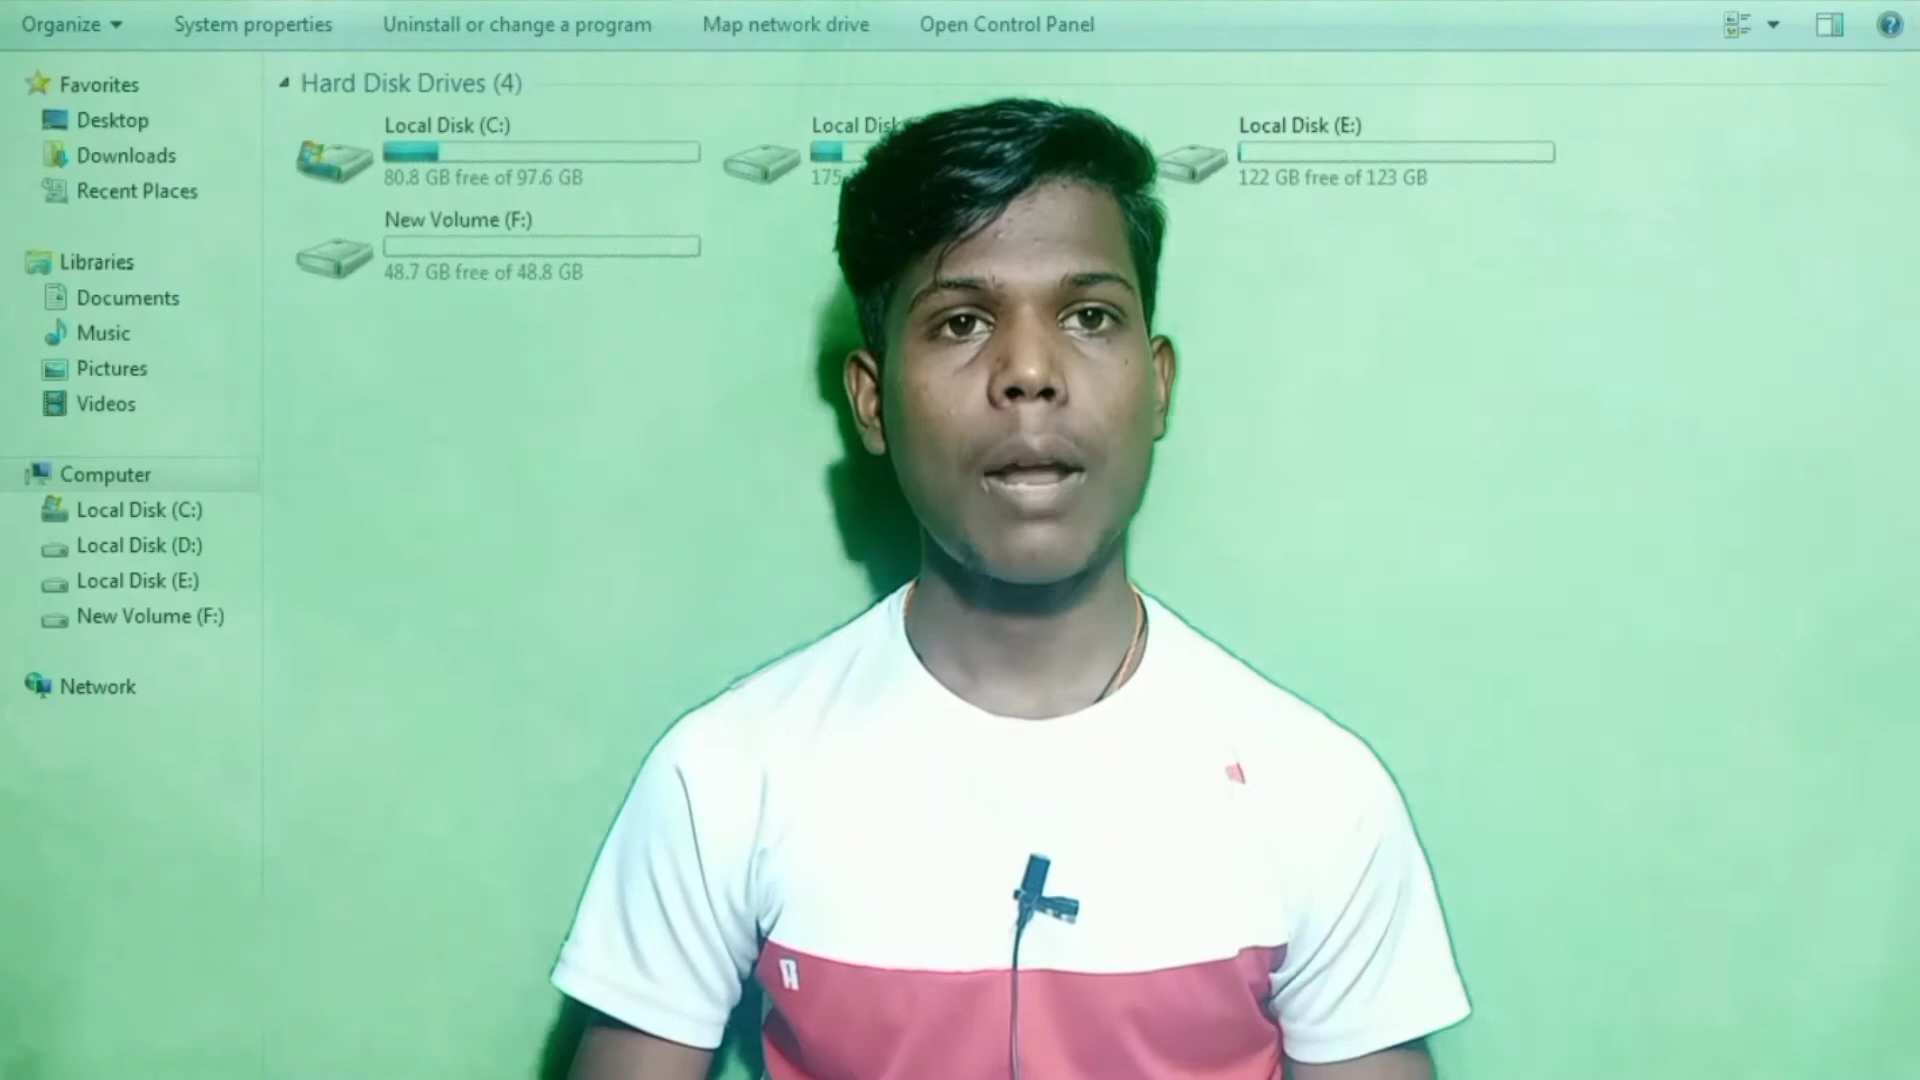 Organize
System properties
Uninstall or change a program
Map network drive
Open Control Panel
Favorites
Desktop
Downloads
Recent Places
Libraries
Documents
Music
Pictures
Videos
Computer
Local Disk (C:)
Local Disk (D:)
Local Disk (E:)
New Volume (F:)
Network
Hard Disk Drives (4)
Local Disk (C:)
80.8 GB free of 97.6 GB
Local Disk
175
Local Disk (E:)
122 GB free of 123 GB
New Volume (F:)
48.7 GB free of 48.8 GB